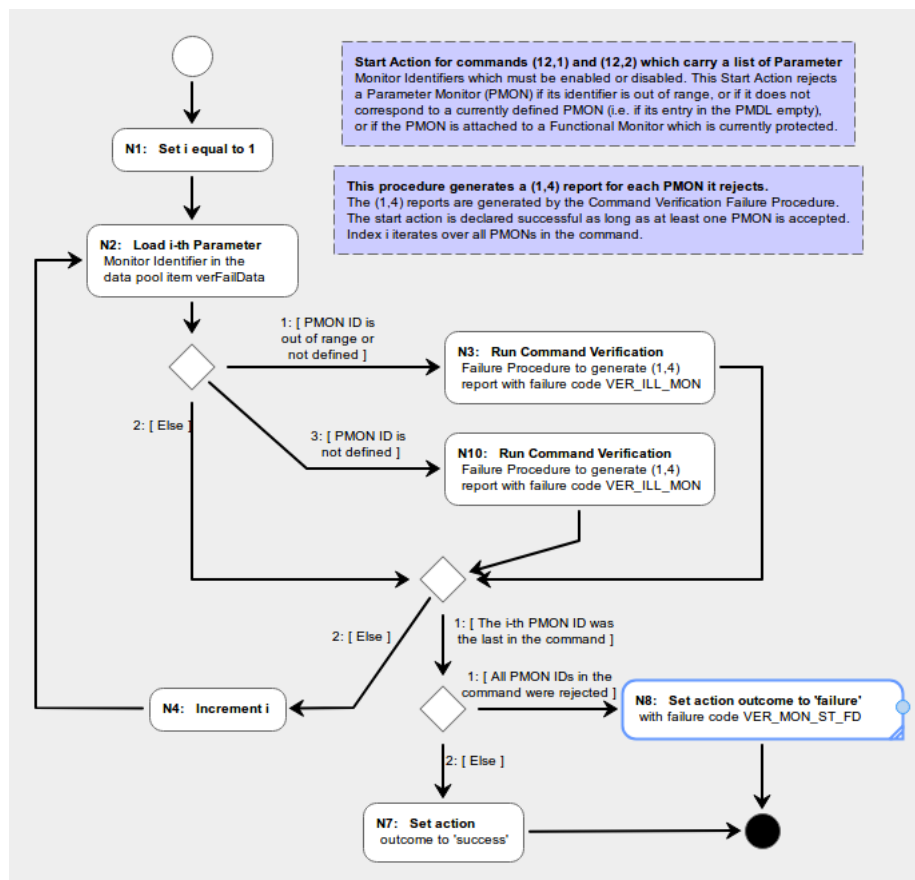 Start Action for commands (12,1) and (12,2) which carry a list of Parameter
Monitor Identifiers which must be enabled or disabled. This Start Action rejects
a Parameter Monitor (PMON) if its identifier is out of range, or if it does not
correspond to a currently defined PMON (i.e. if its entry in the PMDL empty),
or if the PMON is attached to a Functional Monitor which is currently protected.
N1: Set i equal to 1
This procedure generates a (1,4) report for each PMON it rejects.
The (1,4) reports are generated by the Command Verification Failure Procedure.
The start action is declared successful as long as at least one PMON is accepted.
Index i iterates over all PMONs in the command.
N2: Load i-th Parameter
Monitor Identifier in the
data pool item verFailData
1: [ PMON ID is
out of range or
not defined ]
N3: Run Command Verification
Failure Procedure to generate (1,4)
report with failure code VER_ILL_MON
2: [ Else ]
3: [ PMON ID is
not defined ]
N10: Run Command Verification
Failure Procedure to generate (1,4)
report with failure code VER_ILL_MON
1: [ The i-th PMON ID was
the last in the command ]
2: [ Else ]
1: [ All PMON IDs in the
command were rejected ]
N4: Increment i
N8: Set action outcome to 'failure'
with failure code VER_MON_ST_FD
2: [ Else ]
N7: Set action
outcome to 'success'